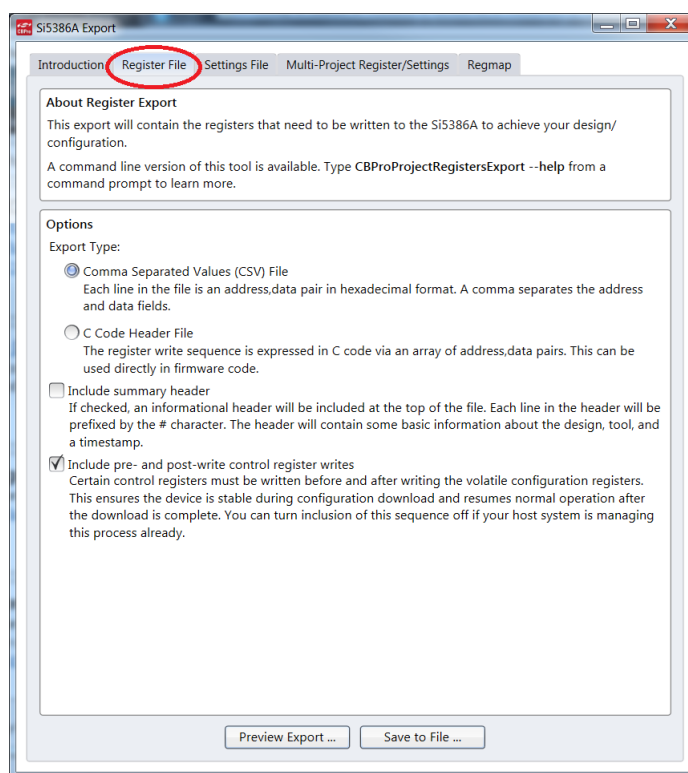 Si5386A Export
Introduction Register File Settings File Multi-Project Register/Settings Regmap
About Register Export
This export will contain the registers that need to be written to the Si5386A to achieve your design/
configuration.
A command line version of this tool is available. Type CBProProjectRegistersExport --help from a
command prompt to learn more.
Options
Export Type:
Comma Separated Values (CSV) File
Each line in the file is an address,data pair in hexadecimal format. A comma separates the address
and data fields.
C Code Header File
The register write sequence is expressed in C code via an array of address,data pairs. This can be
used directly in firmware code.
Include summary header
If checked, an informational header will be included at the top of the file. Each line in the header will be
prefixed by the # character. The header will contain some basic information about the design, tool, and
a timestamp.
Include pre- and post-write control register writes
Certain control registers must be written before and after writing the volatile configuration registers.
This ensures the device is stable during configuration download and resumes normal operation after
the download is complete. You can turn inclusion of this sequence off if your host system is managing
this process already.
Preview Export ... Save to File ...